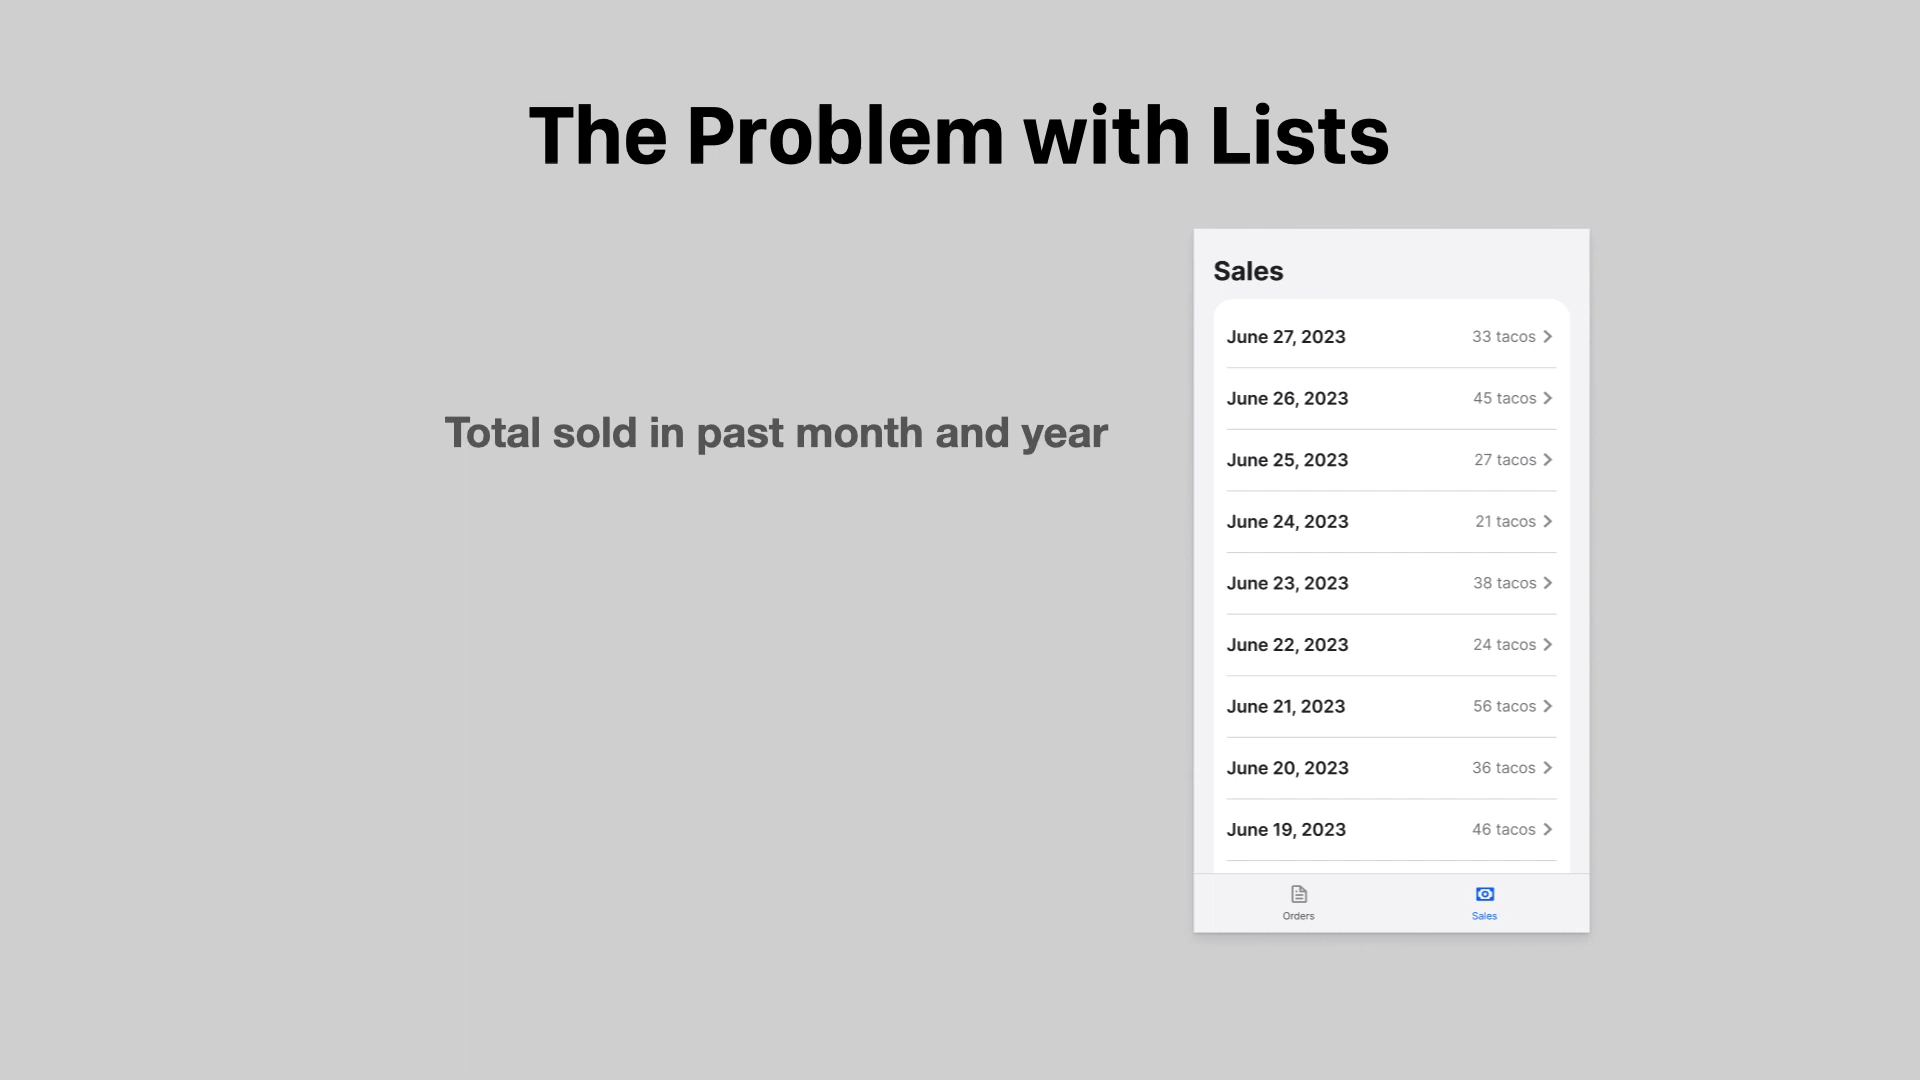 The Problem with Lists
Total sold in past month and year
Sales
June 27, 2023 33 tacos
June 26, 2023 45 tacos
June 25, 2023 27 tacos
June 24, 2023 21 tacos
June 23, 2023 38 tacos
June 22, 2023 24 tacos
June 21, 2023 56 tacos
June 20, 2023 36 tacos
June 19, 2023 46 tacos
Orders Sales